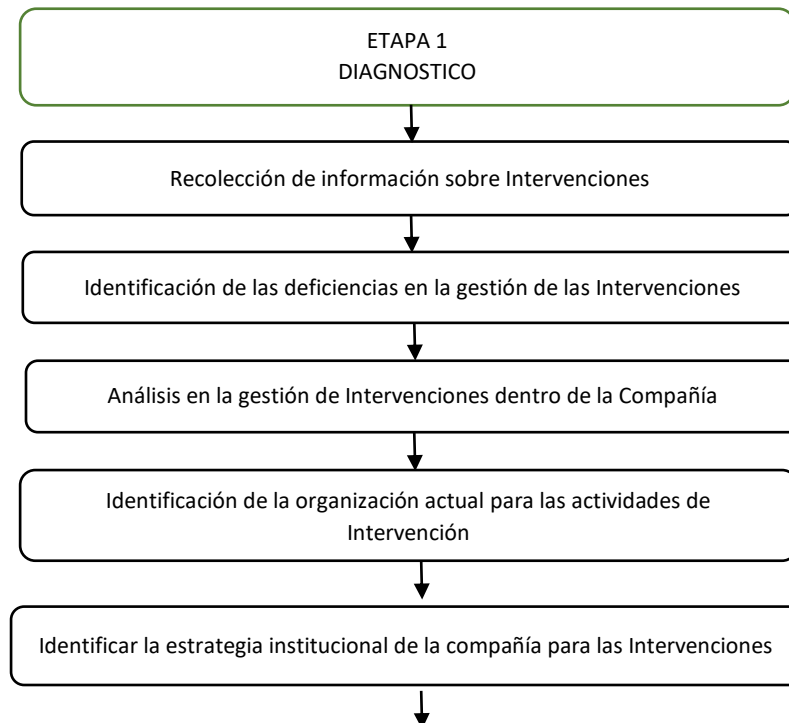 ETAPA 1
DIAGNOSTICO
Recolección de información sobre Intervenciones
Identificación de las deficiencias en la gestión de las Intervenciones
Análisis en la gestión de Intervenciones dentro de la Compañía
Identificación de la organización actual para las actividades de
Intervención
Identificar la estrategia institucional de la compañía para las Intervenciones